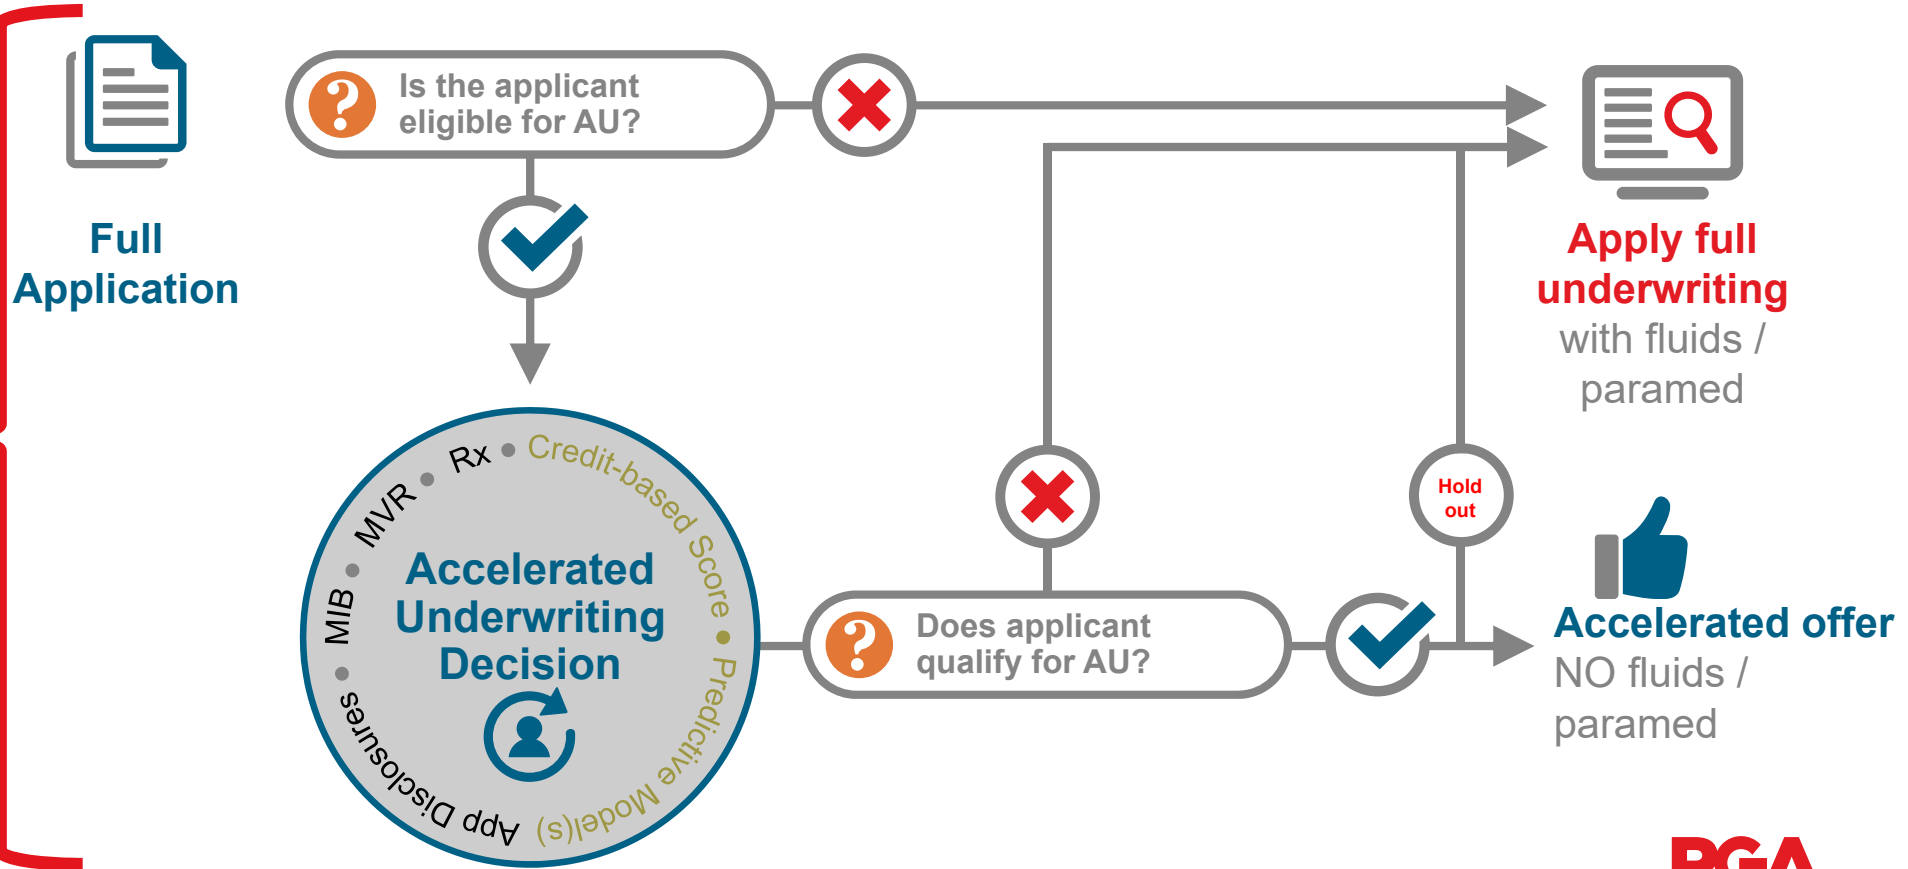 Full
Application
Is the applicant
eligible for AU?
Apply full
underwriting
with fluids /
paramed
Hold
out
Rx • Credit-based Score • Predictive Model(s)
App Disclosures • MIB • MVR •
Accelerated
Underwriting
Decision
Does applicant
qualify for AU?
Accelerated offer
NO fluids /
paramed
RGA